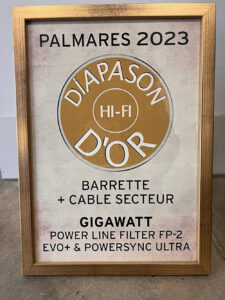 PALMARES 2023
DIAPASON
HI-FI
D'OR
BARRETTE
+ CABLE SECTEUR
GIGAWATT
POWER LINE FILTER FP-2
EVO+ & POWERSYNC ULTRA